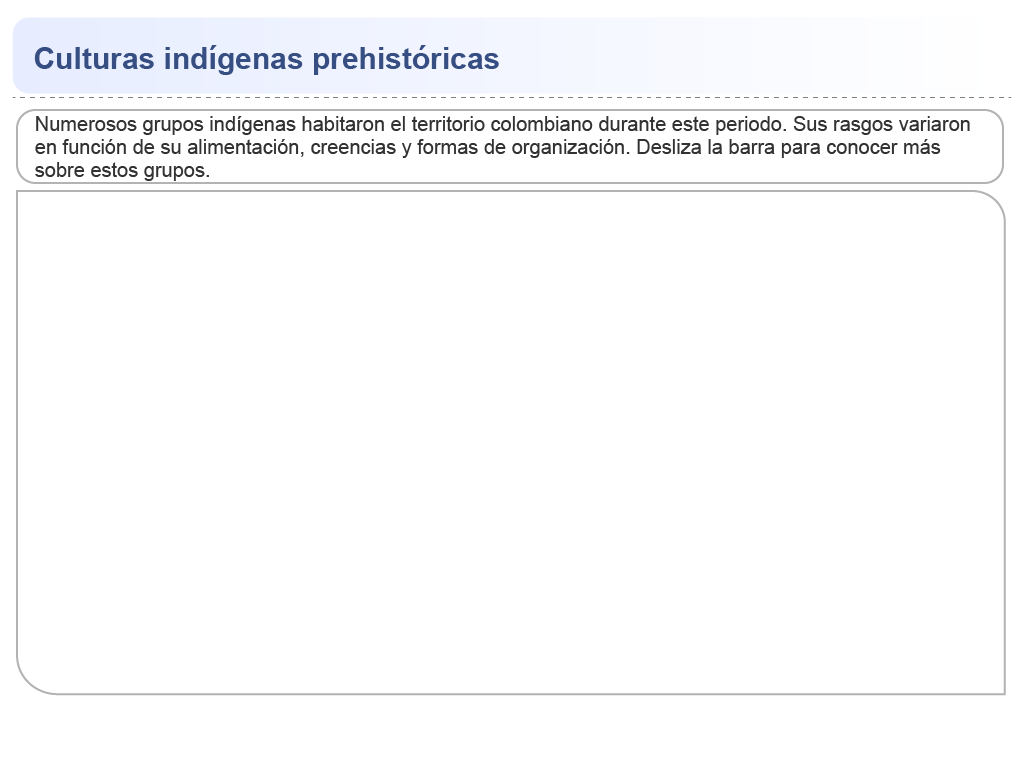 Culturas indígenas prehistóricas
Numerosos grupos indígenas habitaron el territorio colombiano durante este periodo. Sus rasgos variaron
en función de su alimentación, creencias y formas de organización. Desliza la barra para conocer más
sobre estos grupos.